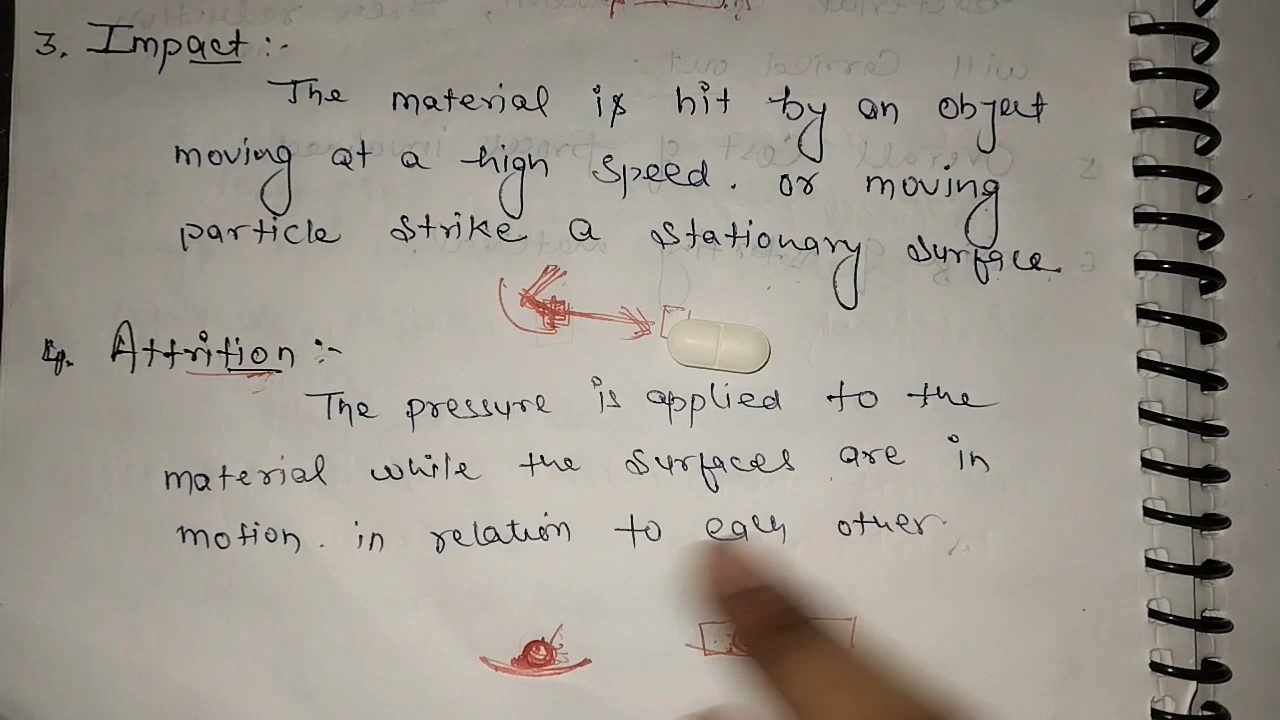 3. Impact :-
The material is hit by an object
moving at a high speed. or moving
particle strike a stationary surface
4. Attrition :-
The pressure is applied to the
material while the surfaces are in
motion. in relation to each other.